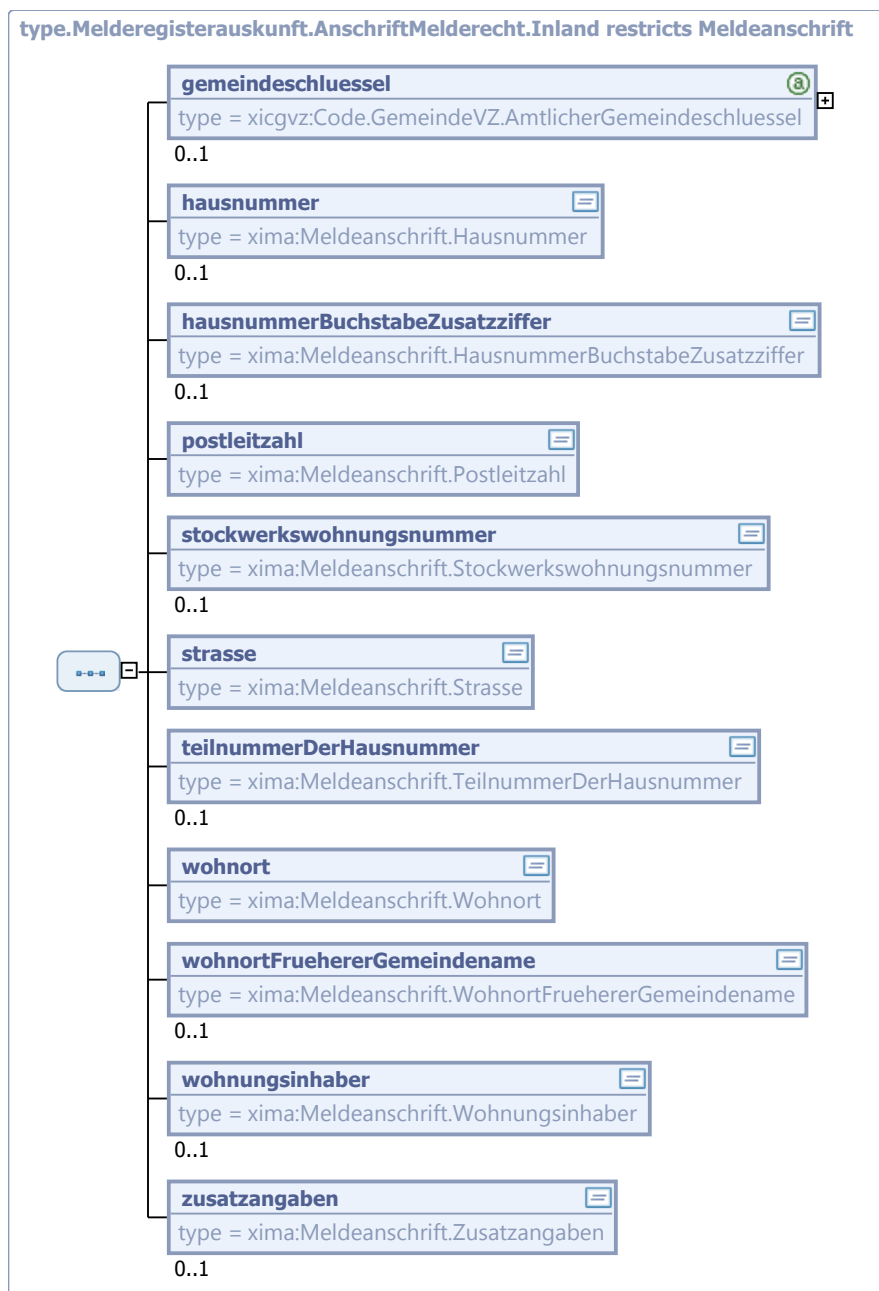 type.Melderegisterauskunft.AnschriftMelderecht.Inland restricts Meldeanschrift
gemeindeschluessel
type = xicgvz:Code.GemeindeVZ.AmtlicherGemeindeschluessel
0..1
hausnummer
type = xima:Meldeanschrift.Hausnummer
0..1
hausnummerBuchstabeZusatzziffer
type = xima:Meldeanschrift.HausnummerBuchstabeZusatzziffer
0..1
postleitzahl
type = xima:Meldeanschrift.Postleitzahl
stockwerkswohnungsnummer
type = xima:Meldeanschrift.Stockwerkswohnungsnummer
0..1
strasse
type = xima:Meldeanschrift.Strasse
teilnummerDerHausnummer
type = xima:Meldeanschrift.TeilnummerDerHausnummer
0..1
wohnort
type = xima:Meldeanschrift.Wohnort
wohnortFruehererGemeindename
type = xima:Meldeanschrift.WohnortFruehererGemeindename
0..1
wohnungsinhaber
type = xima:Meldeanschrift.Wohnungsinhaber
0..1
zusatzangaben
type = xima:Meldeanschrift.Zusatzangaben
0..1